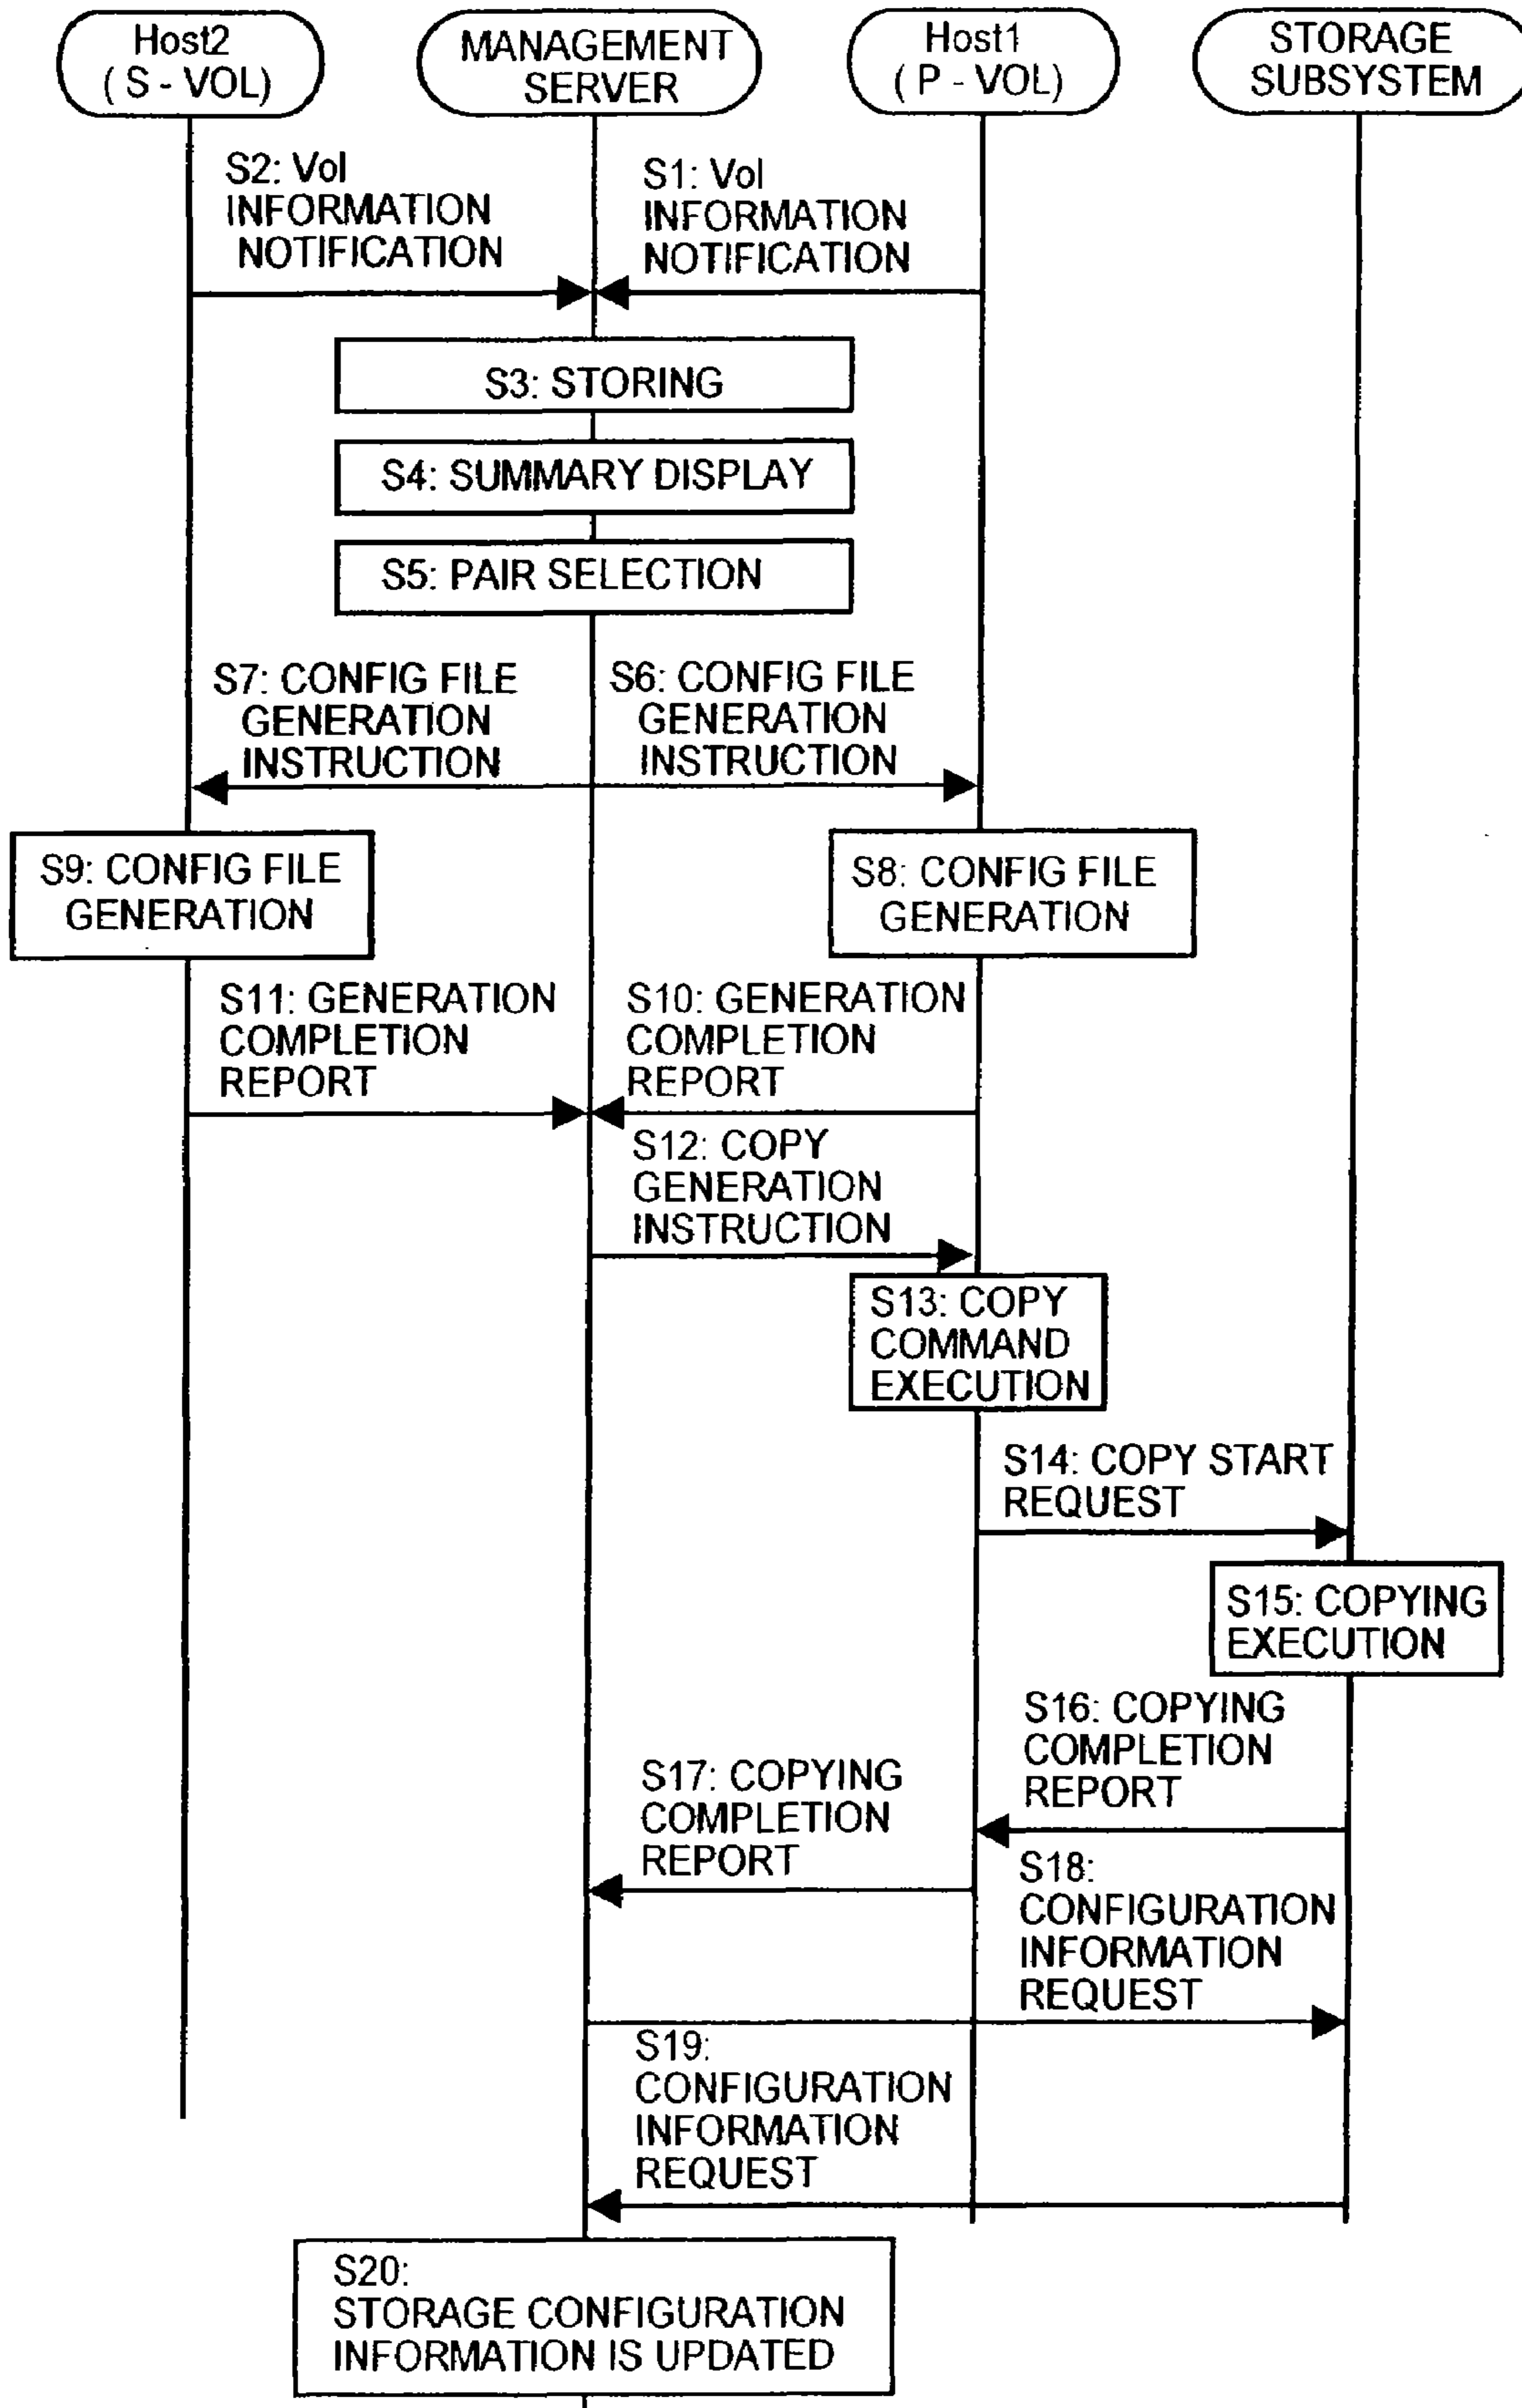 Host2
( S - VOL)
MANAGEMENT
SERVER
Host1
( P - VOL)
STORAGE
SUBSYSTEM
S2: Vol
INFORMATION
NOTIFICATION
S1: Vol
INFORMATION
NOTIFICATION
S3: STORING
S4: SUMMARY DISPLAY
S5: PAIR SELECTION
S7: CONFIG FILE
GENERATION
INSTRUCTION
S6: CONFIG FILE
GENERATION
INSTRUCTION
S9: CONFIG FILE
GENERATION
S8: CONFIG FILE
GENERATION
S11: GENERATION
COMPLETION
REPORT
S10: GENERATION
COMPLETION
REPORT
S12: COPY
GENERATION
INSTRUCTION
S13: COPY
COMMAND
EXECUTION
S14: COPY START
REQUEST
S15: COPYING
EXECUTION
S16: COPYING
COMPLETION
REPORT
S17: COPYING
COMPLETION
REPORT
S18:
CONFIGURATION
INFORMATION
REQUEST
S19:
CONFIGURATION
INFORMATION
REQUEST
S20:
STORAGE CONFIGURATION
INFORMATION IS UPDATED